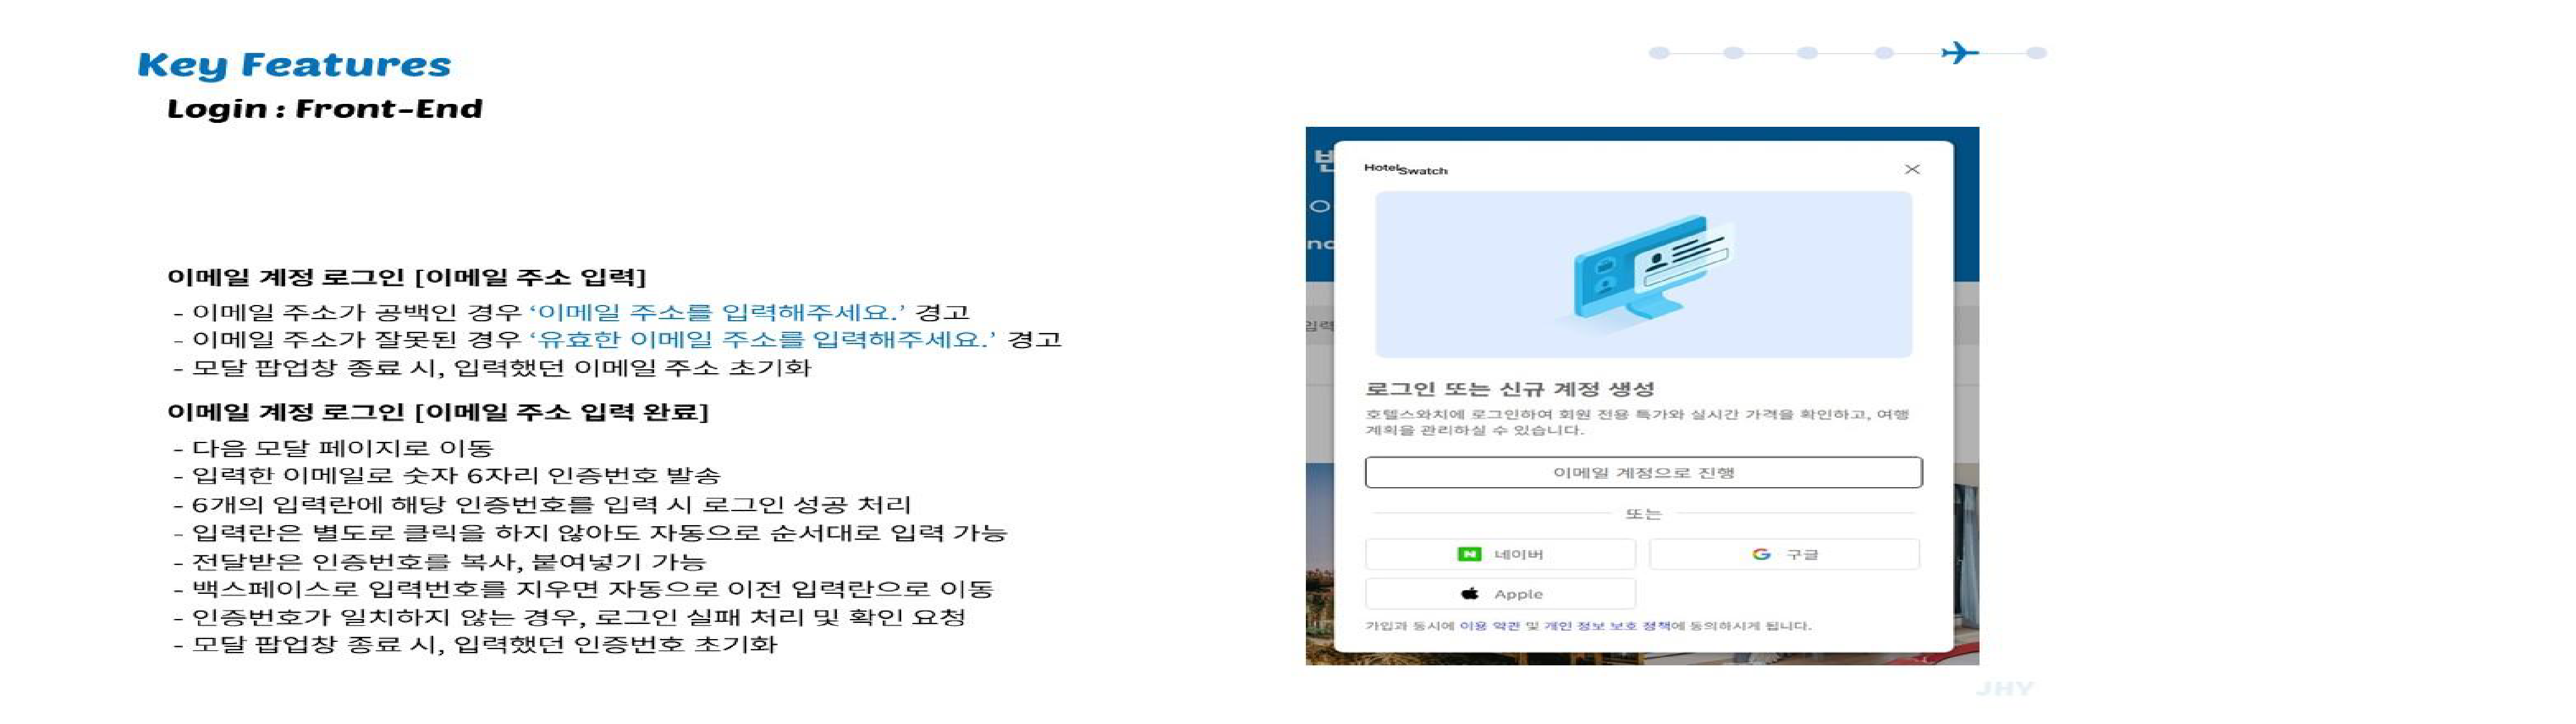 Key Features
Login : Front-End
이메일 계정 로그인 [이메일 주소 입력]
- 이메일 주소가 공백인 경우 ‘이메일 주소를 입력해주세요.’ 경고
- 이메일 주소가 잘못된 경우 ‘유효한 이메일 주소를 입력해주세요.’ 경고
- 모달 팝업창 종료 시, 입력했던 이메일 주소 초기화
이메일 계정 로그인 [이메일 주소 입력 완료]
- 다음 모달 페이지로 이동
- 입력한 이메일로 숫자 6자리 인증번호 발송
- 6개의 입력란에 해당 인증번호를 입력 시 로그인 성공 처리
- 입력란은 별도로 클릭을 하지 않아도 자동으로 순서대로 입력 가능
- 전달받은 인증번호를 복사, 붙여넣기 가능
- 백스페이스로 입력번호를 지우면 자동으로 이전 입력란으로 이동
- 인증번호가 일치하지 않는 경우, 로그인 실패 처리 및 확인 요청
- 모달 팝업창 종료 시, 입력했던 인증번호 초기화
HotelSwatch
로그인 또는 신규 계정 생성
호텔스와치에 로그인하여 회원 전용 특가와 실시간 가격을 확인하고, 여행
계획을 관리하실 수 있습니다.
이메일 계정으로 진행
또는
네이버
구글
Apple
가입과 동시에 이용 약관 및 개인 정보 보호 정책에 동의하시게 됩니다.
JHY